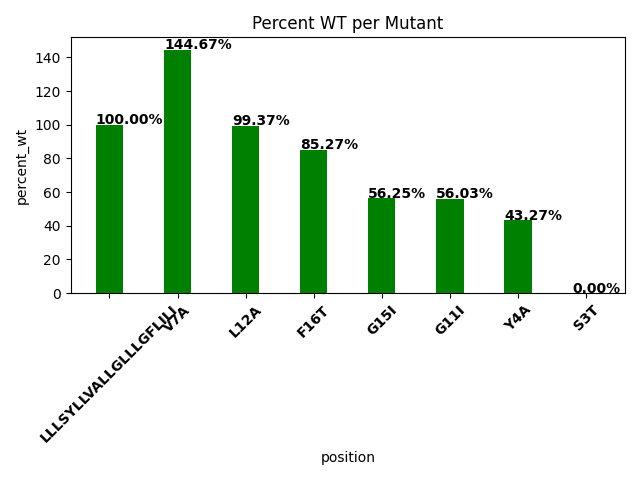 Percent WT per Mutant
percent_wt
140
120
100
80
60
40
20
0
100.00%
144.67%
99.37%
85.27%
56.25%
56.03%
43.27%
0.00%
V7A
L12A
F16T
G15I
G11I
Y4A
S3T
position